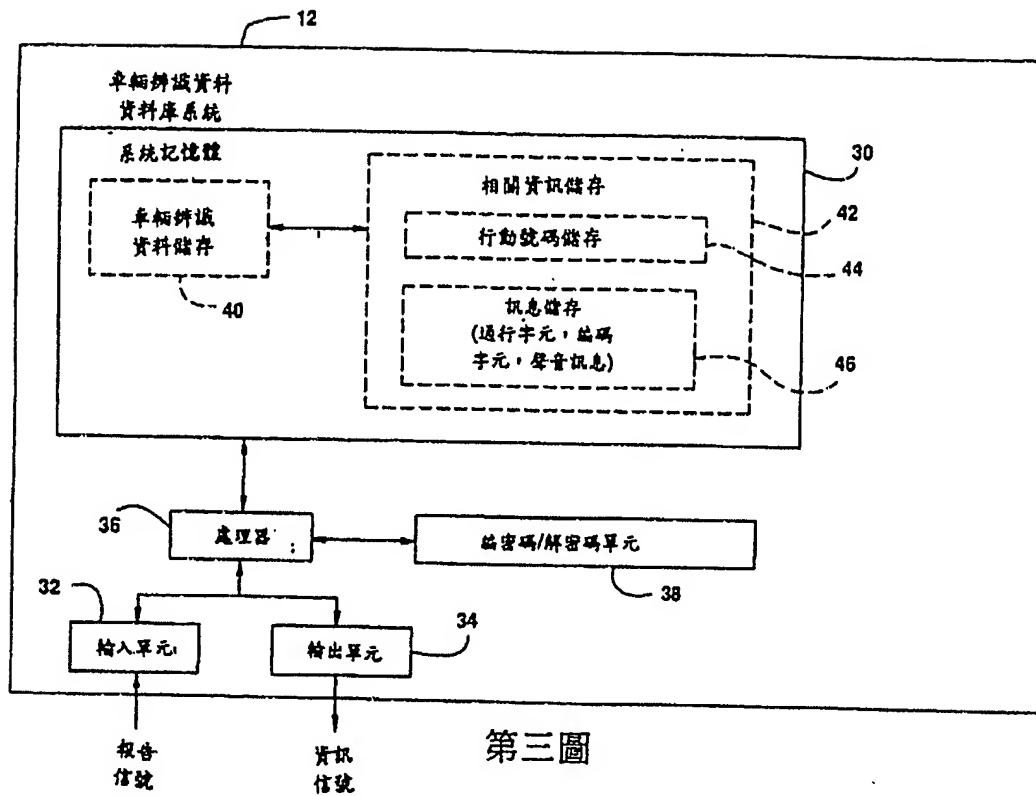 12
車輛辨識資料
資料庫系統
系統記憶體
30
相關資訊儲存
42
車輛辨識
資料儲存
行動號碼儲存
44
40
訊息儲存
(通行字元,編碼
字元,聲音訊息)
46
36
處理器
編密碼/解密碼單元
38
32
輸入單元
34
輸出單元
報告
信號
資訊
信號
第三圖